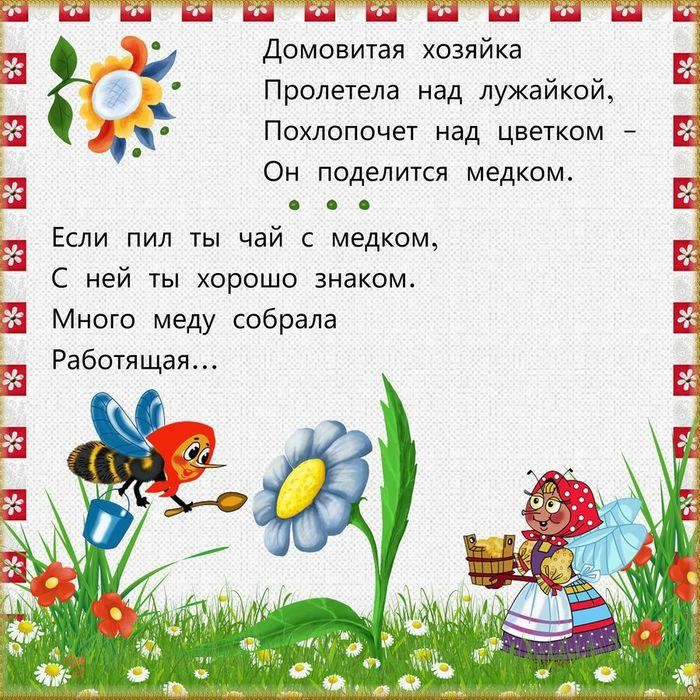 Домовитая хозяйка
Пролетела над лужайкой,
Похлопочет над цветком –
Он поделится медком.
Если пил ты чай с медком,
С ней ты хорошо знаком.
Много меду собрала
Работящая...